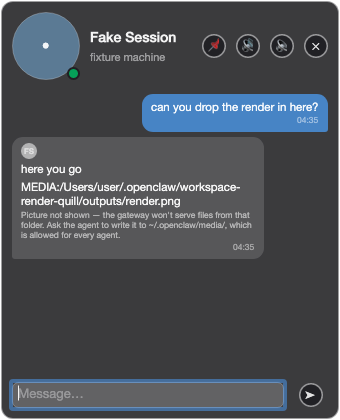 Fake Session
fixture machine
can you drop the render in here?
04:35
FS
here you go
MEDIA:/Users/user/.openclaw/workspace-
render-quill/outputs/render.png
Picture not shown — the gateway won't serve files from that
folder. Ask the agent to write it to ~/.openclaw/media/, which
is allowed for every agent.
04:35
Message…